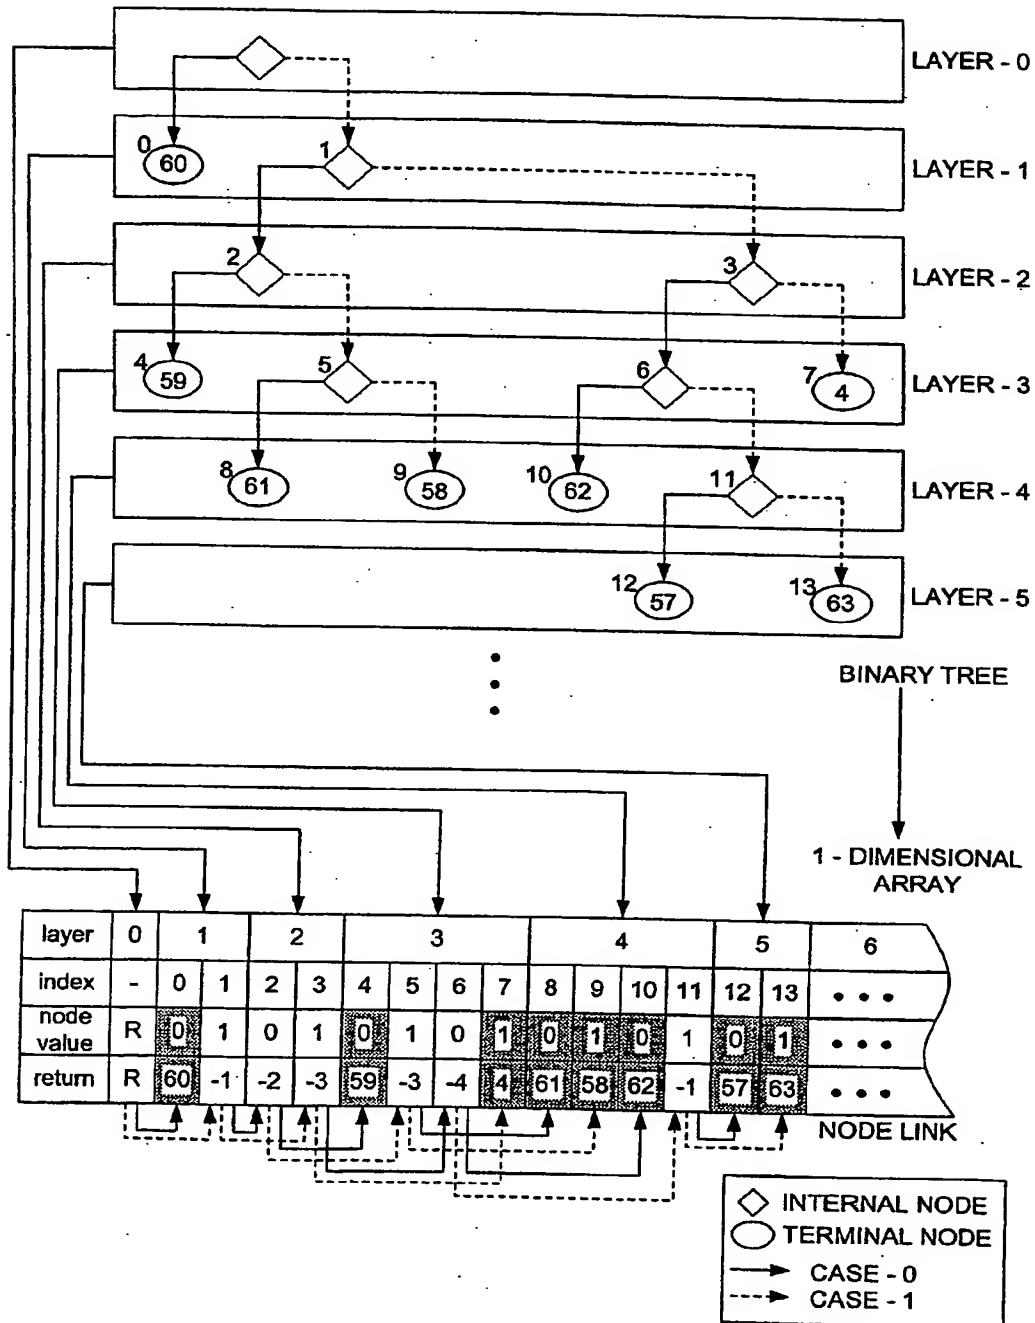 LAYER - 0
0
60
1
LAYER - 1
2
3
LAYER - 2
4
59
5
6
7
4
LAYER - 3
8
61
9
58
10
62
11
LAYER - 4
12
57
13
63
LAYER - 5
BINARY TREE
1 - DIMENSIONAL
ARRAY
layer 0 1 2 3 4 5 6
index - 0 1 2 3 4 5 6 7 8 9 10 11 12 13 • • •
node value R 0 1 0 1 0 1 0 1 0 1 0 1 0 1 • • •
return R 60 -1 -2 -3 59 -3 -4 4 61 58 62 -1 57 63 • • •
NODE LINK
INTERNAL NODE
TERMINAL NODE
CASE - 0
CASE - 1